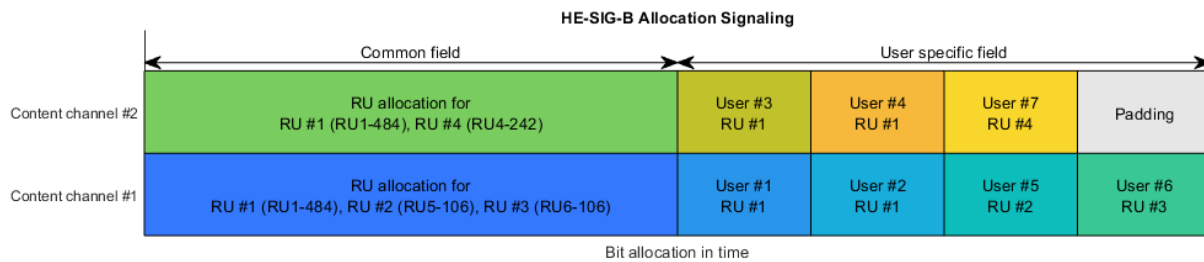 HE-SIG-B Allocation Signaling
Common field
User specific field
Content channel #2
RU allocation for
RU #1 (RU1-484), RU #4 (RU4-242)
User #3
RU #1
User #4
RU #1
User #7
RU #4
Padding
Content channel #1
RU allocation for
RU #1 (RU1-484), RU #2 (RU5-106), RU #3 (RU6-106)
User #1
RU #1
User #2
RU #1
User #5
RU #2
User #6
RU #3
Bit allocation in time